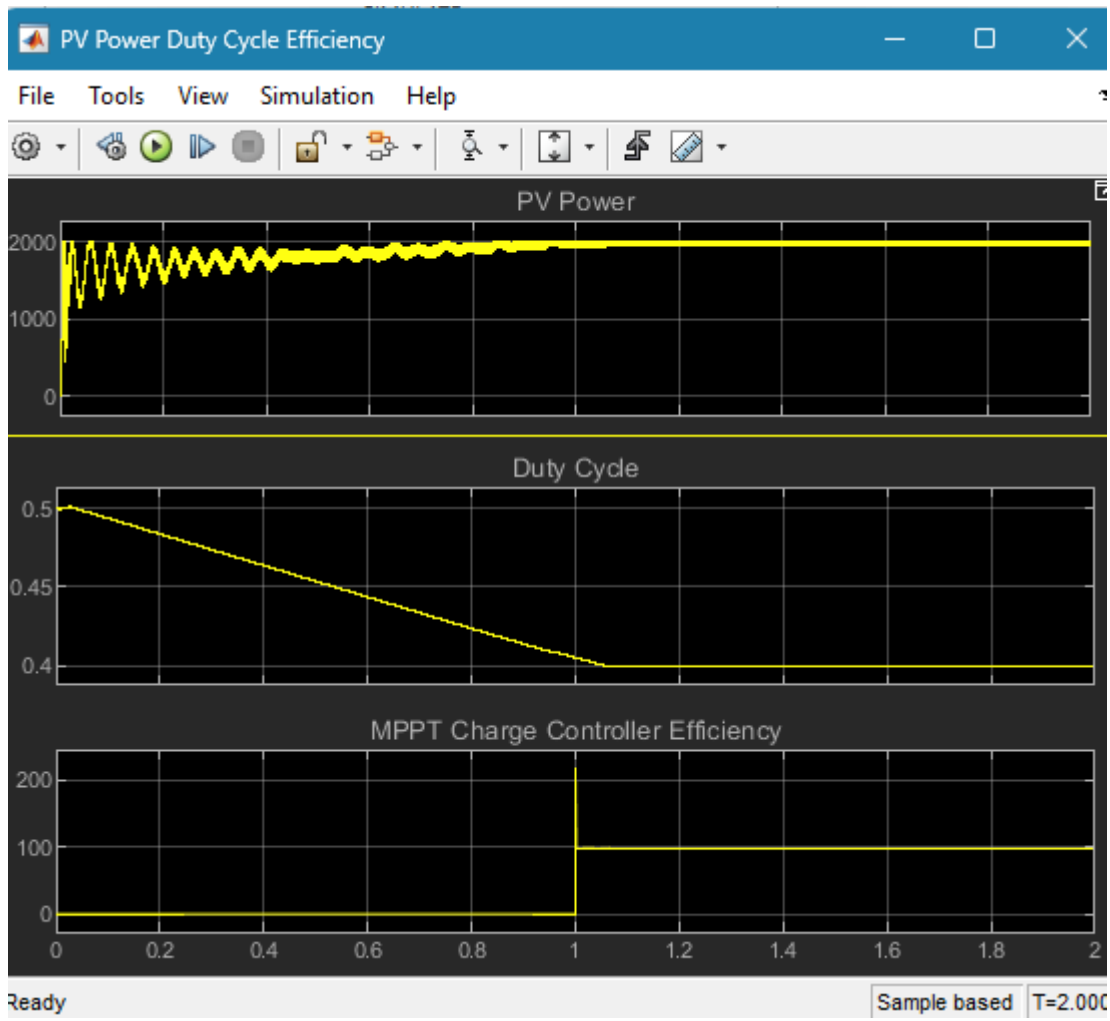 PV Power Duty Cycle Efficiency
File Tools View Simulation Help
PV Power
2000
1000
0
Duty Cycle
0.5
0.45
0.4
MPPT Charge Controller Efficiency
200
100
0
0 0.2 0.4 0.6 0.8 1 1.2 1.4 1.6 1.8 2
Ready Sample based T=2.000